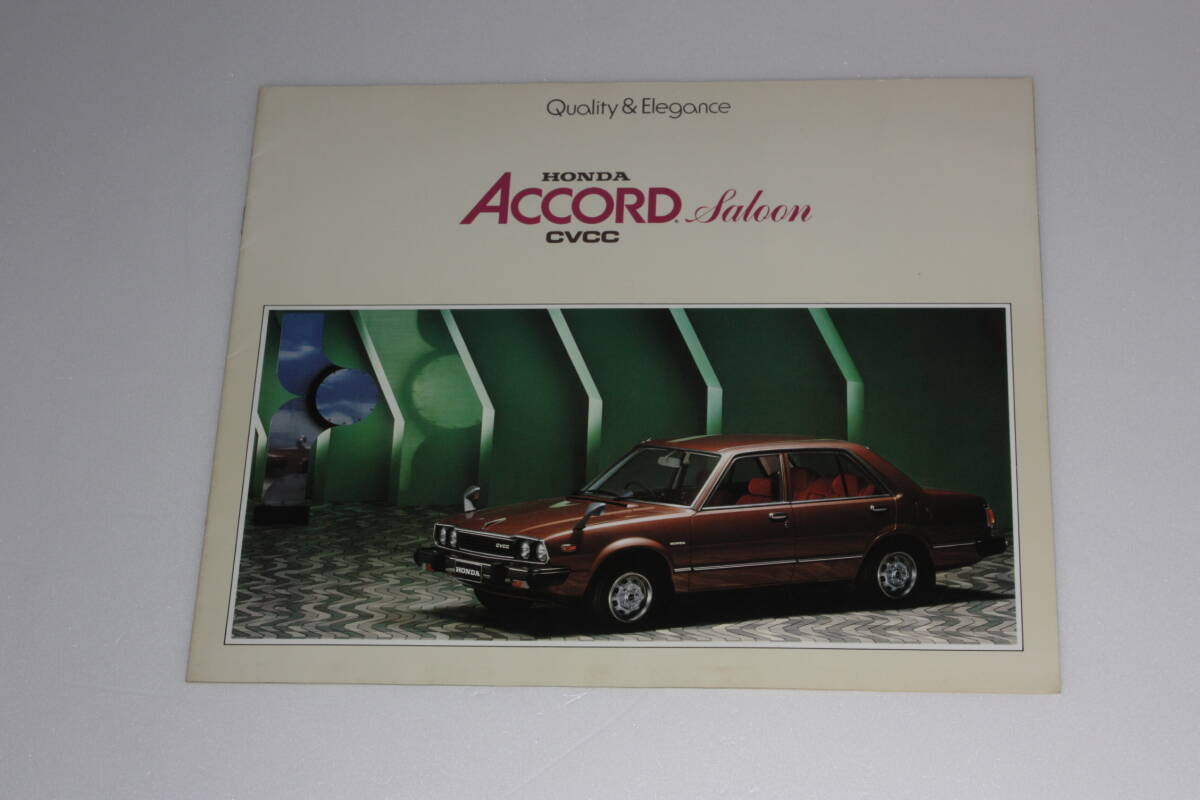 Quality & Elegance
HONDA
ACCORD Saloon
CVCC
CVCC
HONDA